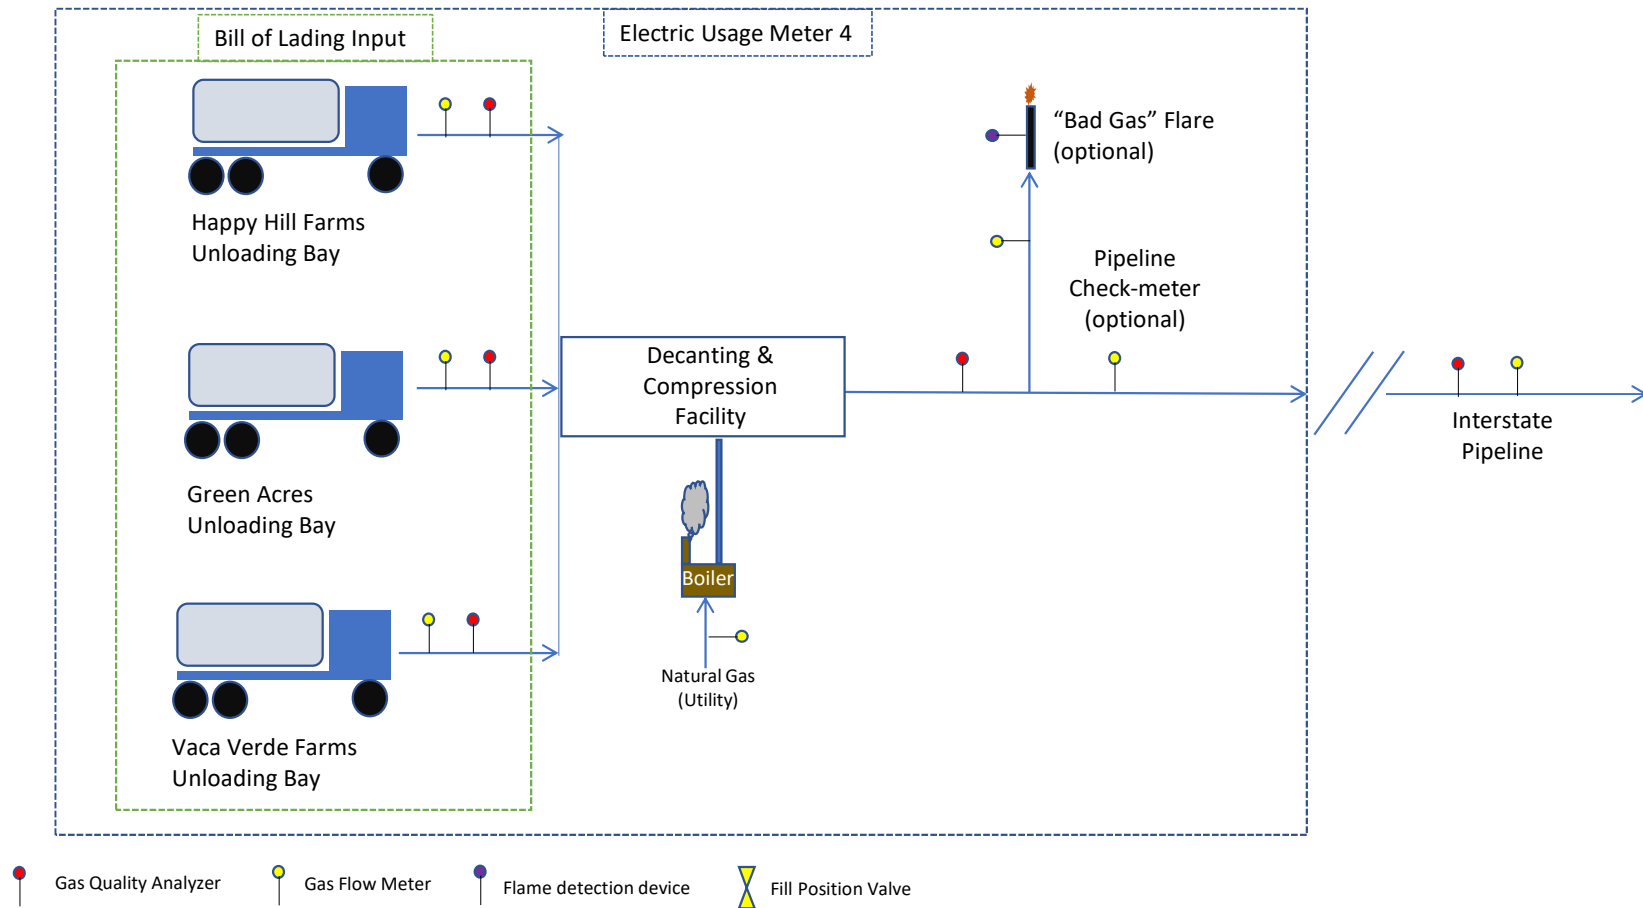 Bill of Lading Input
Electric Usage Meter 4
Happy Hill Farms
Unloading Bay
“Bad Gas” Flare
(optional)
Pipeline
Check-meter
(optional)
Decanting &
Compression
Facility
Interstate
Pipeline
Green Acres
Unloading Bay
Boiler
Natural Gas
(Utility)
Vaca Verde Farms
Unloading Bay
Gas Quality Analyzer
Gas Flow Meter
Flame detection device
Fill Position Valve